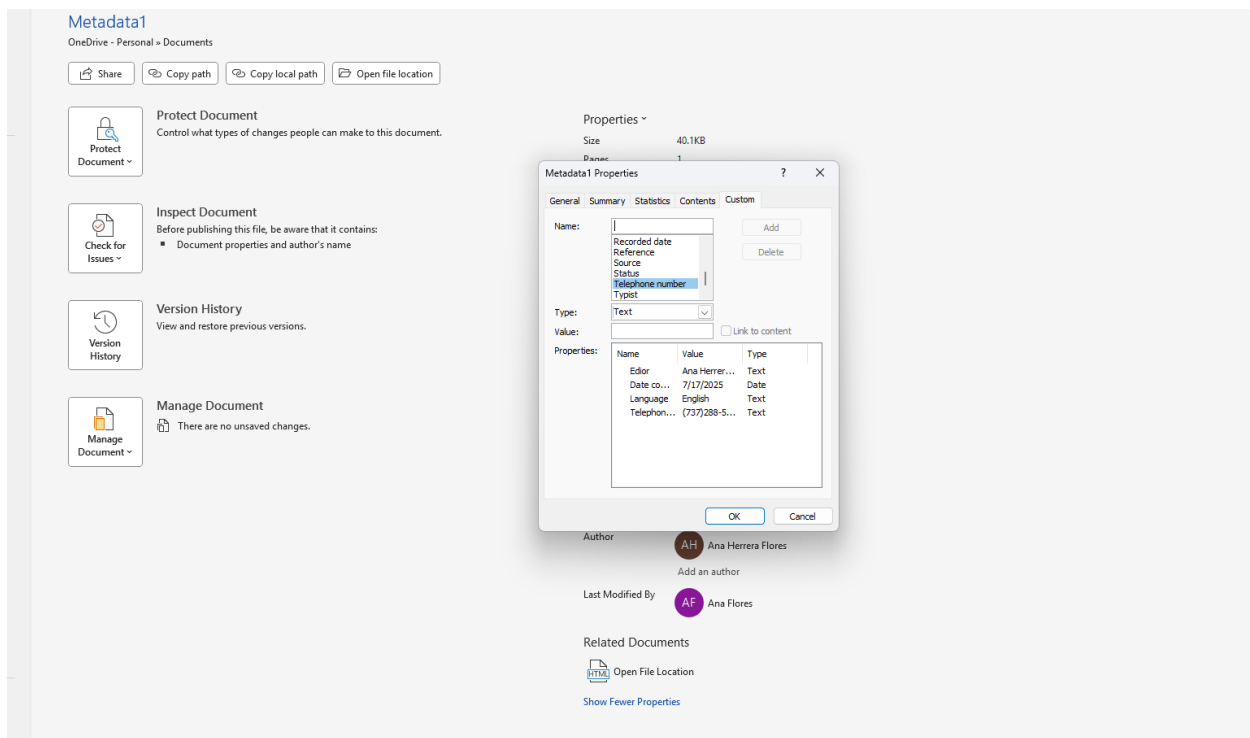 Metadata1
OneDrive - Personal » Documents
Share
Copy path
Copy local path
Open file location
Protect Document
Protect Document
Control what types of changes people can make to this document.
Check for Issues
Inspect Document
Before publishing this file, be aware that it contains:
Document properties and author's name
Version History
Version History
View and restore previous versions.
Manage Document
Manage Document
There are no unsaved changes.
Properties
Size 40.1KB
Pages 1
Metadata1 Properties ?
General Summary Statistics Contents Custom
Name:
Add
Recorded date
Reference
Delete
Source
Status
Telephone number
Typist
Type: Text
Value:
Link to content
Properties:
Name Value Type
Edior Ana Herrer... Text
Date co... 7/17/2025 Date
Language English Text
Telephon... (737)288-5... Text
OK Cancel
Author
AH Ana Herrera Flores
Add an author
Last Modified By
AF Ana Flores
Related Documents
HTML Open File Location
Show Fewer Properties